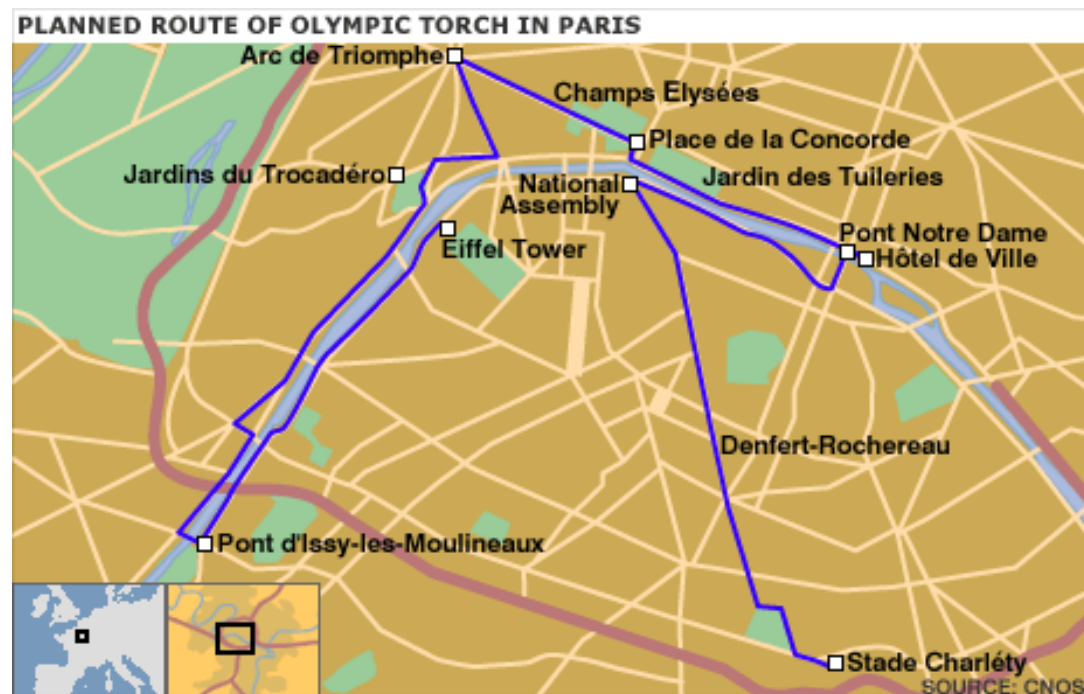 PLANNED ROUTE OF OLYMPIC TORCH IN PARIS
Arc de Triomphe
Champs Elysées
Place de la Concorde
Jardins du Trocadéro
National
Assembly
Jardin des Tuileries
Pont Notre Dame
Eiffel Tower
Hôtel de Ville
Denfert-Rochereau
Pont d'Issy-les-Moulineaux
Stade Charléty
SOURCE: CNOS